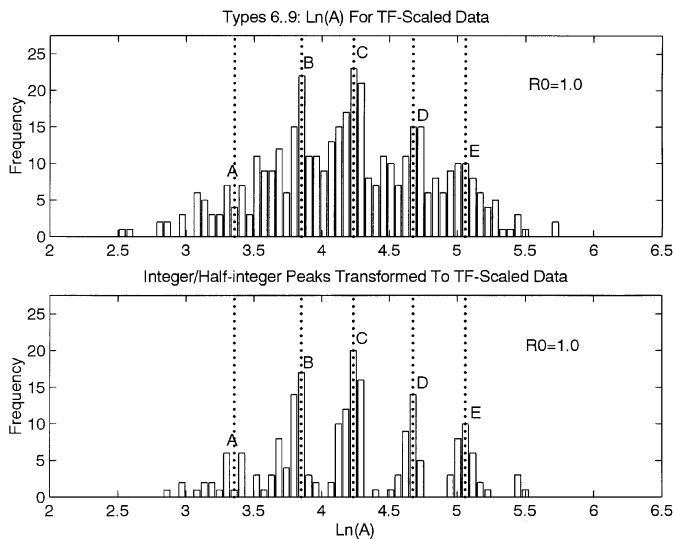 Types 6..9: Ln(A) For TF-Scaled Data
25
20
15
10
5
0
Frequency
A
B
C
D
E
R0=1.0
2 2.5 3 3.5 4 4.5 5 5.5 6 6.5
Integer/Half-integer Peaks Transformed To TF-Scaled Data
25
20
15
10
5
0
Frequency
A
B
C
D
E
R0=1.0
2 2.5 3 3.5 4 4.5 5 5.5 6 6.5
Ln(A)